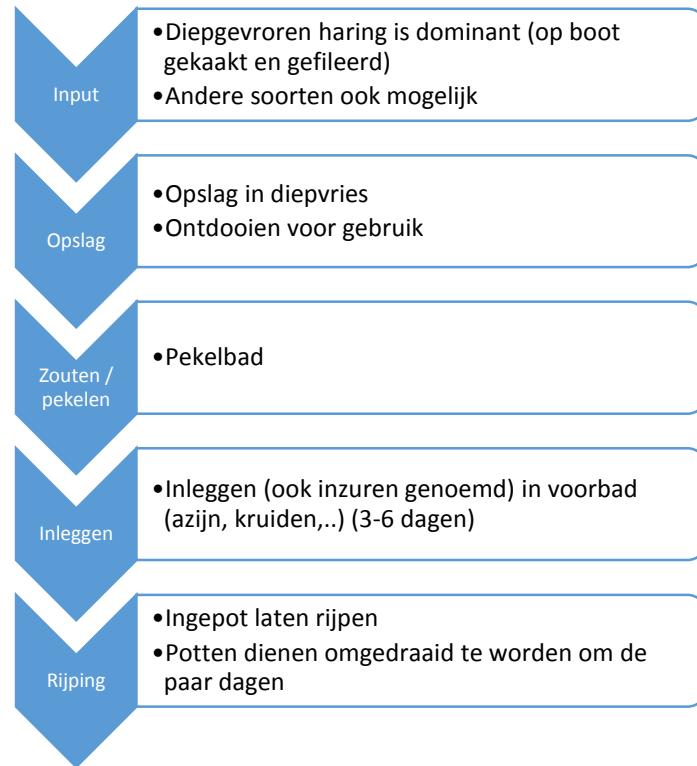 Input
•Diepgevroren haring is dominant (op boot
gekaakt en gefileerd)
•Andere soorten ook mogelijk
Opslag
•Opslag in diepvries
•Ontdooien voor gebruik
Zouten /
pekelen
•Pekelbad
Inleggen
•Inleggen (ook inzuren genoemd) in voorbad
(azijn, kruiden,..) (3-6 dagen)
Rijping
•Ingepot laten rijpen
•Potten dienen omgedraaid te worden om de
paar dagen